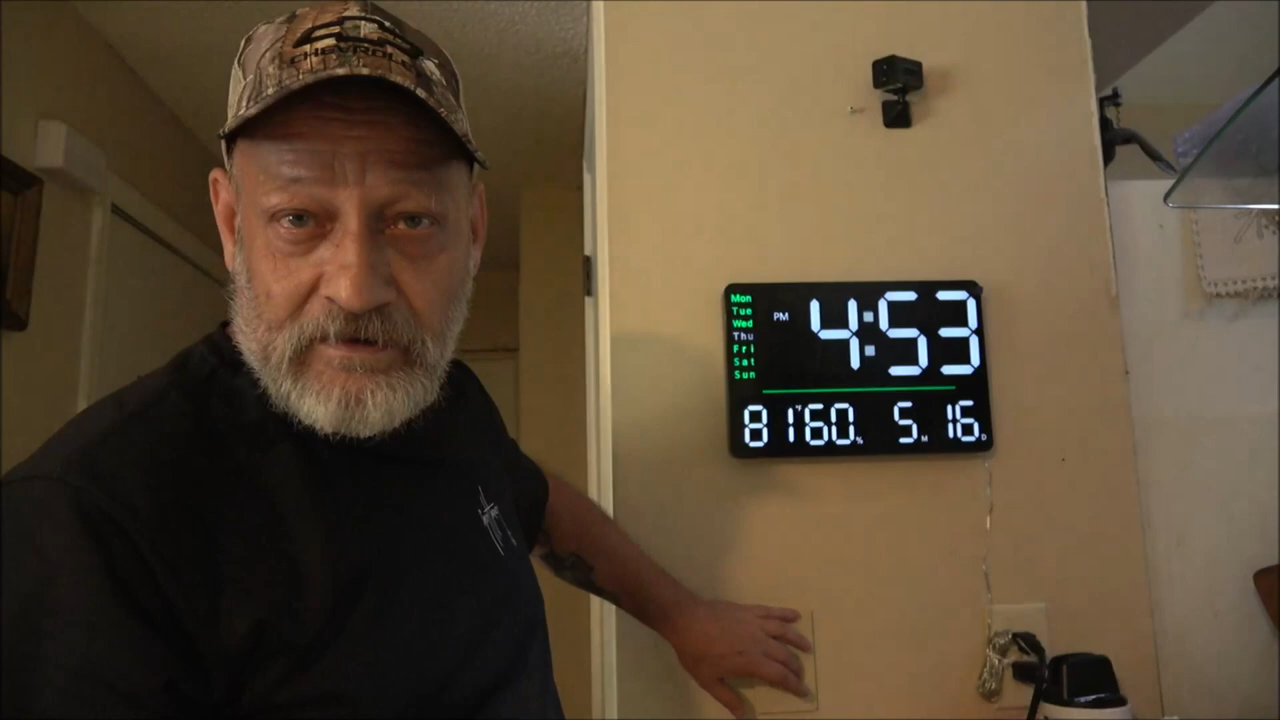 CHEVROLET
Mon
Tue
Wed
Thu
Fri
Sat
Sun
PM 4:53
81°F 60% 5M 16D